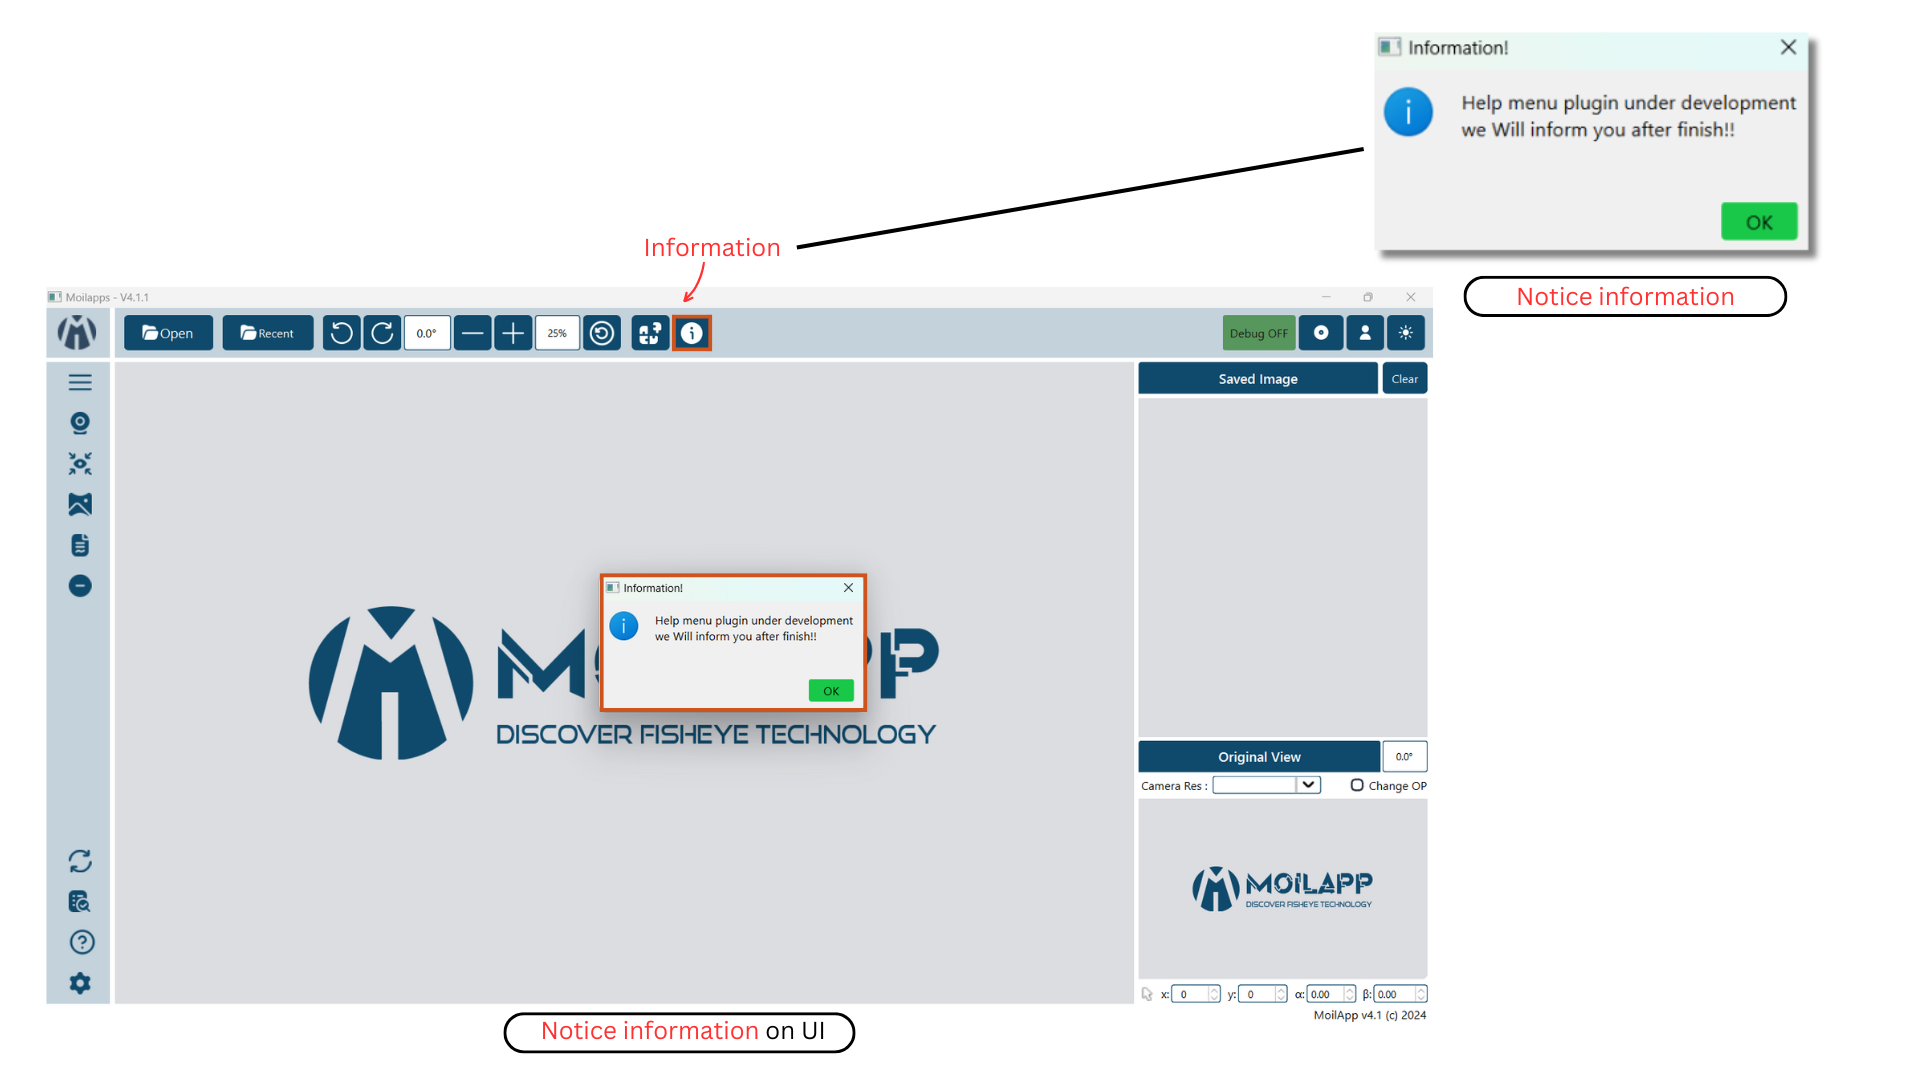 Information!
Help menu plugin under development
we Will inform you after finish!!
OK
Notice information
Information
Moilapps - V4.1.1
Open
Recent
0.0°
25%
Debug OFF
Saved Image
Clear
Information!
Help menu plugin under development
we Will inform you after finish!!
OK
DISCOVER FISHEYE TECHNOLOGY
Original View
0.0°
Camera Res :
Change OP
MOILAPP
DISCOVER FISHEYE TECHNOLOGY
x: 0 y: 0 α: 0.00 β: 0.00
MoilApp v4.1 (c) 2024
Notice information on UI